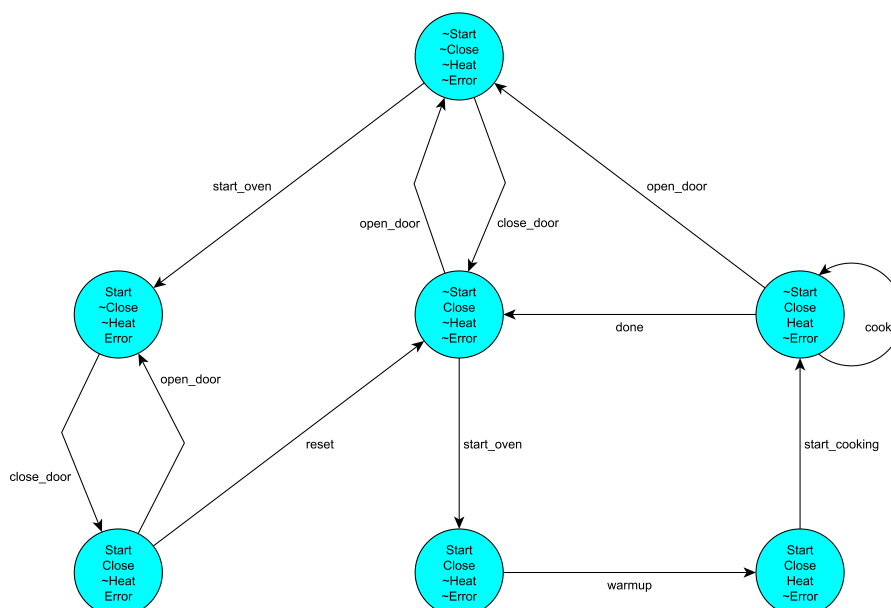 ~Start
~Close
~Heat
~Error
start_oven
open_door
open_door
close_door
Start
~Close
~Heat
Error
~Start
Close
~Heat
~Error
~Start
Close
Heat
~Error
done
cook
open_door
close_door
reset
start_oven
start_cooking
Start
Close
~Heat
Error
Start
Close
~Heat
~Error
warmup
Start
Close
Heat
~Error